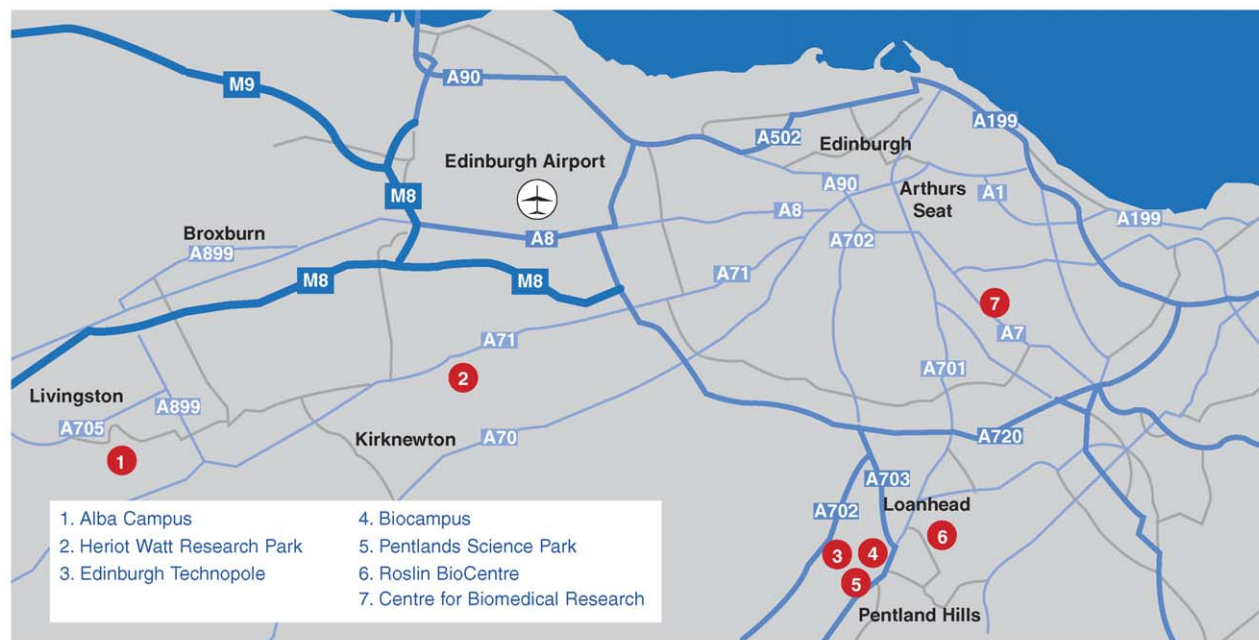 M9
A90
A199
A502
Edinburgh
Edinburgh Airport
A90
Arthurs
Seat
A1
M8
A8
A199
Broxburn
A8
A702
A899
A71
M8
M8
7
A7
A71
2
A701
Livingston
A899
A705
Kirknewton
A70
A720
1
A703
A702
Loanhead
6
3
4
5
Pentland Hills
1. Alba Campus
2. Heriot Watt Research Park
3. Edinburgh Technopole
4. Biocampus
5. Pentlands Science Park
6. Roslin BioCentre
7. Centre for Biomedical Research